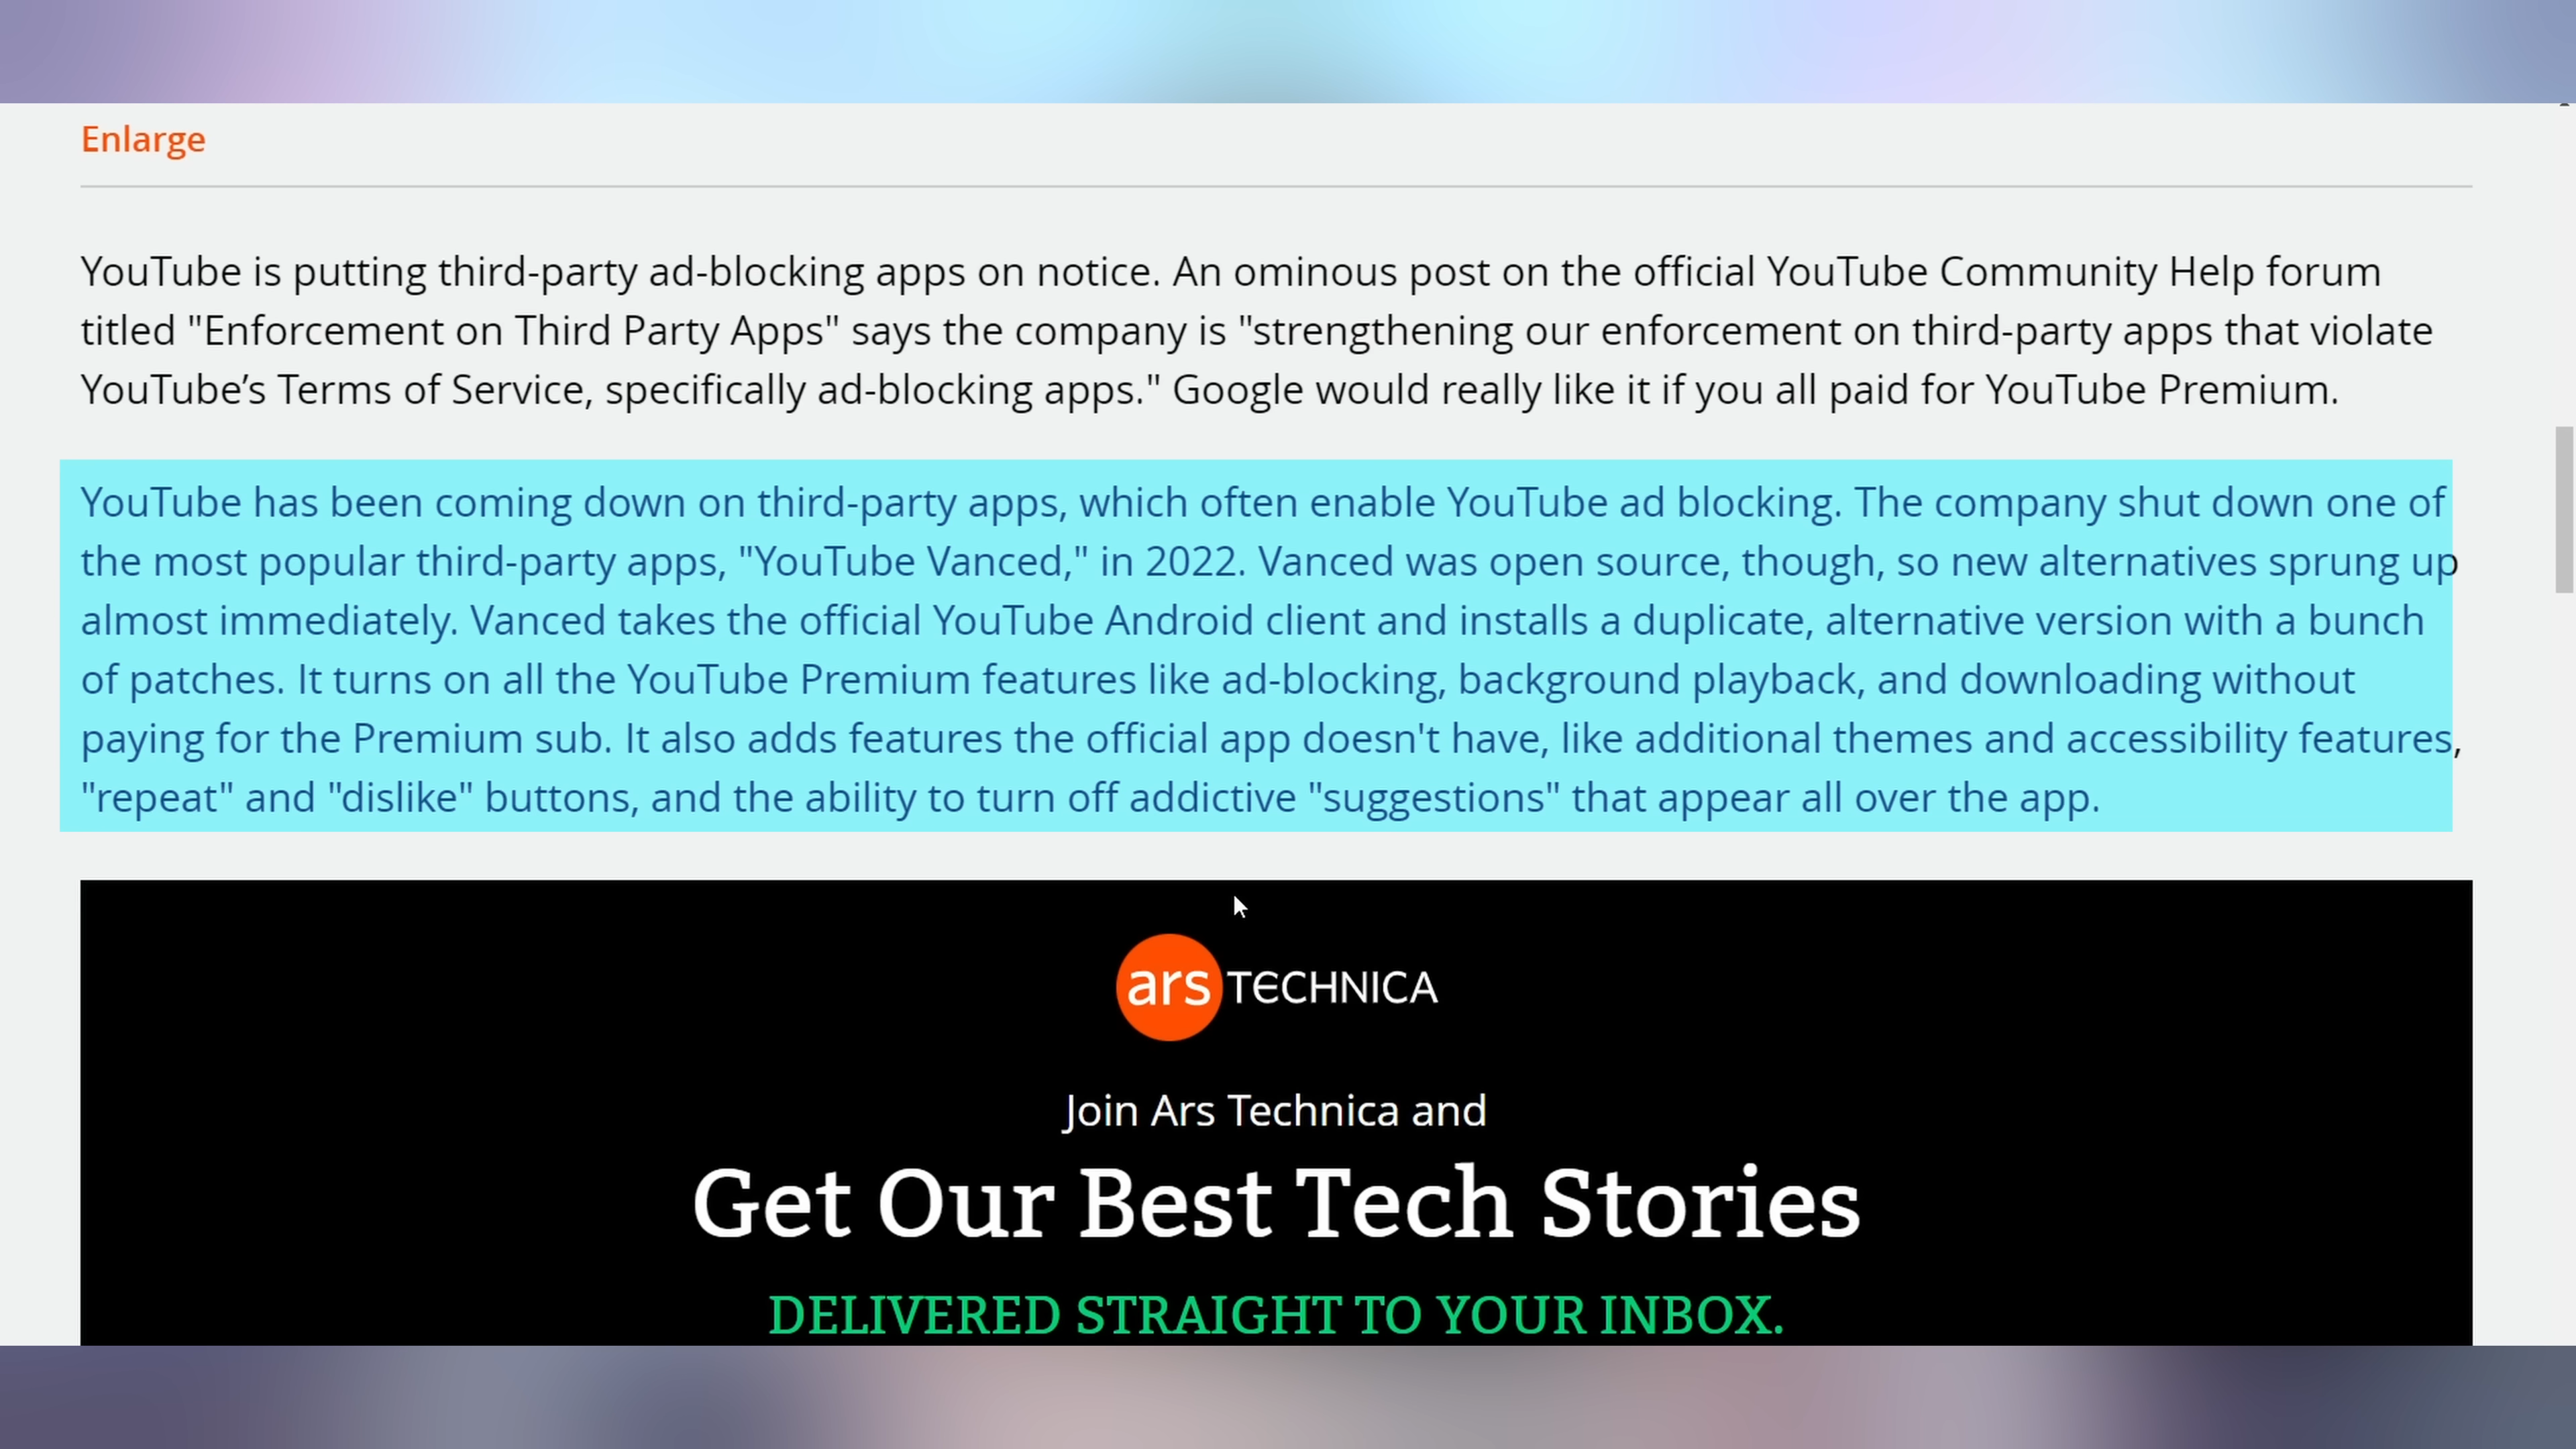 Enlarge
YouTube is putting third-party ad-blocking apps on notice. An ominous post on the official YouTube Community Help forum
titled "Enforcement on Third Party Apps" says the company is "strengthening our enforcement on third-party apps that violate
YouTube’s Terms of Service, specifically ad-blocking apps." Google would really like it if you all paid for YouTube Premium.
YouTube has been coming down on third-party apps, which often enable YouTube ad blocking. The company shut down one of
the most popular third-party apps, "YouTube Vanced," in 2022. Vanced was open source, though, so new alternatives sprung up
almost immediately. Vanced takes the official YouTube Android client and installs a duplicate, alternative version with a bunch
of patches. It turns on all the YouTube Premium features like ad-blocking, background playback, and downloading without
paying for the Premium sub. It also adds features the official app doesn't have, like additional themes and accessibility features,
"repeat" and "dislike" buttons, and the ability to turn off addictive "suggestions" that appear all over the app.
ars TECHNICA
Join Ars Technica and
Get Our Best Tech Stories
DELIVERED STRAIGHT TO YOUR INBOX.